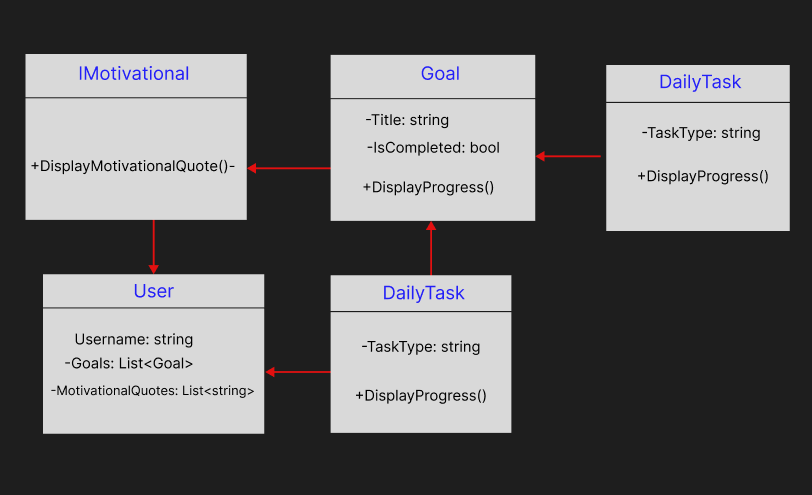 IMotivational
+DisplayMotivationalQuote()-
Goal
-Title: string
-IsCompleted: bool
+DisplayProgress()
DailyTask
-TaskType: string
+DisplayProgress()
User
Username: string
-Goals: List<Goal>
-MotivationalQuotes: List<string>
DailyTask
-TaskType: string
+DisplayProgress()